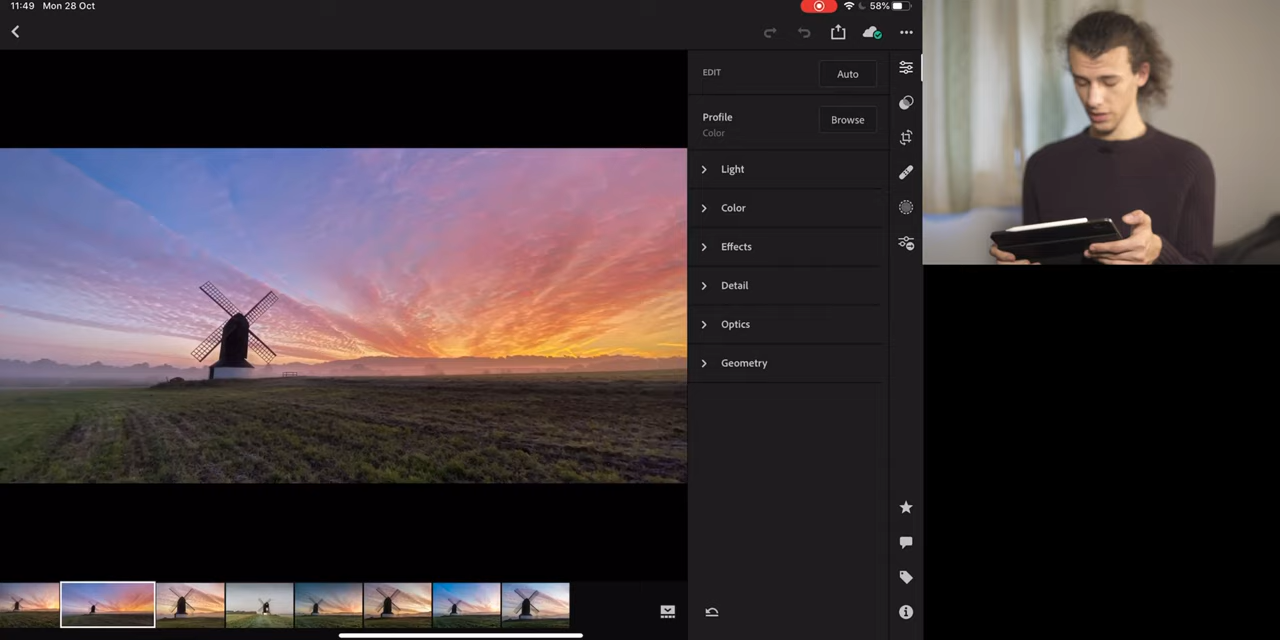 11:49 Mon 28 Oct
58%
EDIT
Auto
Profile
Color
Browse
Light
Color
Effects
Detail
Optics
Geometry